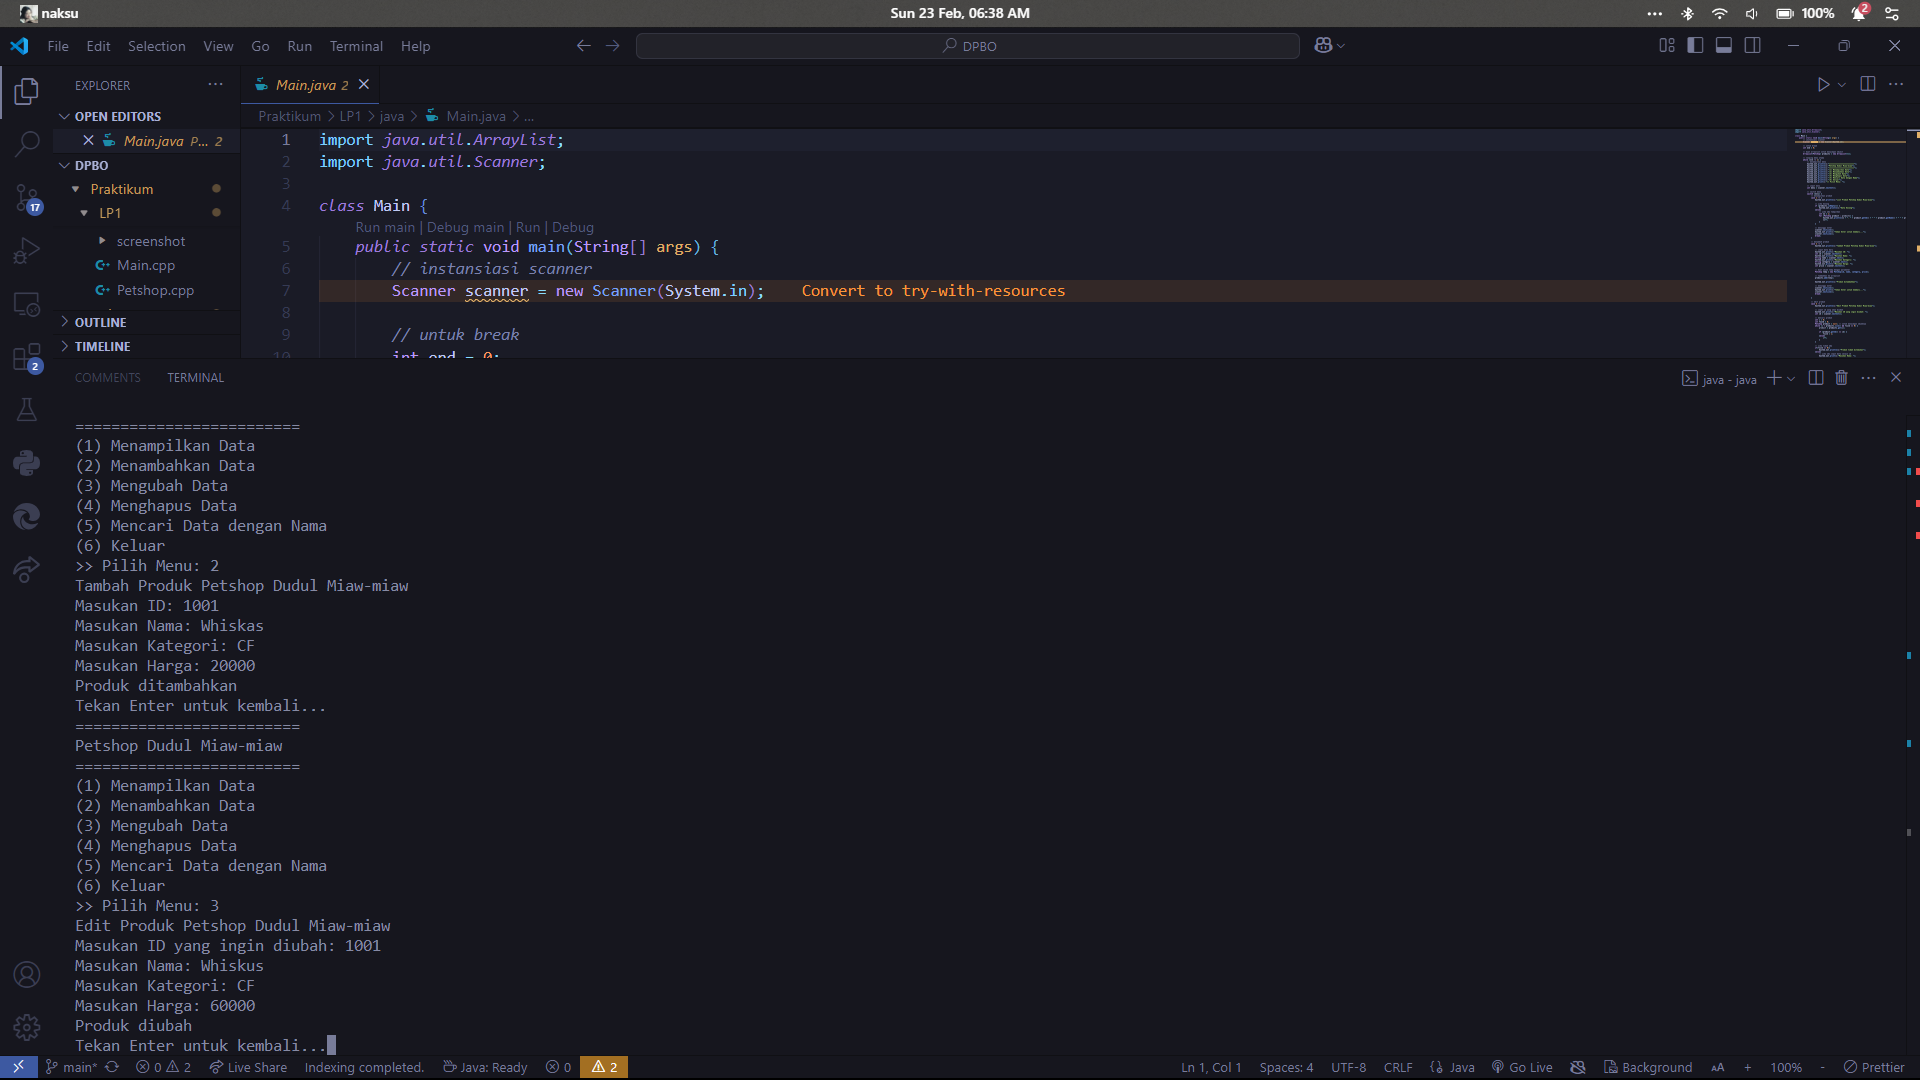 naksu
Sun 23 Feb, 06:38 AM
100%
2
File Edit Selection View Go Run Terminal Help
DPBO
EXPLORER
OPEN EDITORS
Main.java P... 2
DPBO
Praktikum
LP1
screenshot
Main.cpp
Petshop.cpp
OUTLINE
TIMELINE
17
2
Main.java 2
Praktikum > LP1 > java > Main.java > ...
1 import java.util.ArrayList;
2 import java.util.Scanner;
3
4 class Main {
Run main | Debug main | Run | Debug
5 public static void main(String[] args) {
6 // instansiasi scanner
7 Scanner scanner = new Scanner(System.in); Convert to try-with-resources
8
9 // untuk break
10 int end = 0;
COMMENTS TERMINAL
java - java
=========================
(1) Menampilkan Data
(2) Menambahkan Data
(3) Mengubah Data
(4) Menghapus Data
(5) Mencari Data dengan Nama
(6) Keluar
>> Pilih Menu: 2
Tambah Produk Petshop Dudul Miaw-miaw
Masukan ID: 1001
Masukan Nama: Whiskas
Masukan Kategori: CF
Masukan Harga: 20000
Produk ditambahkan
Tekan Enter untuk kembali...
=========================
Petshop Dudul Miaw-miaw
=========================
(1) Menampilkan Data
(2) Menambahkan Data
(3) Mengubah Data
(4) Menghapus Data
(5) Mencari Data dengan Nama
(6) Keluar
>> Pilih Menu: 3
Edit Produk Petshop Dudul Miaw-miaw
Masukan ID yang ingin diubah: 1001
Masukan Nama: Whiskus
Masukan Kategori: CF
Masukan Harga: 60000
Produk diubah
Tekan Enter untuk kembali...
main* 0 2 Live Share Indexing completed. Java: Ready 0 2 Ln 1, Col 1 Spaces: 4 UTF-8 CRLF {} Java Go Live Background AA + 100% - Prettier